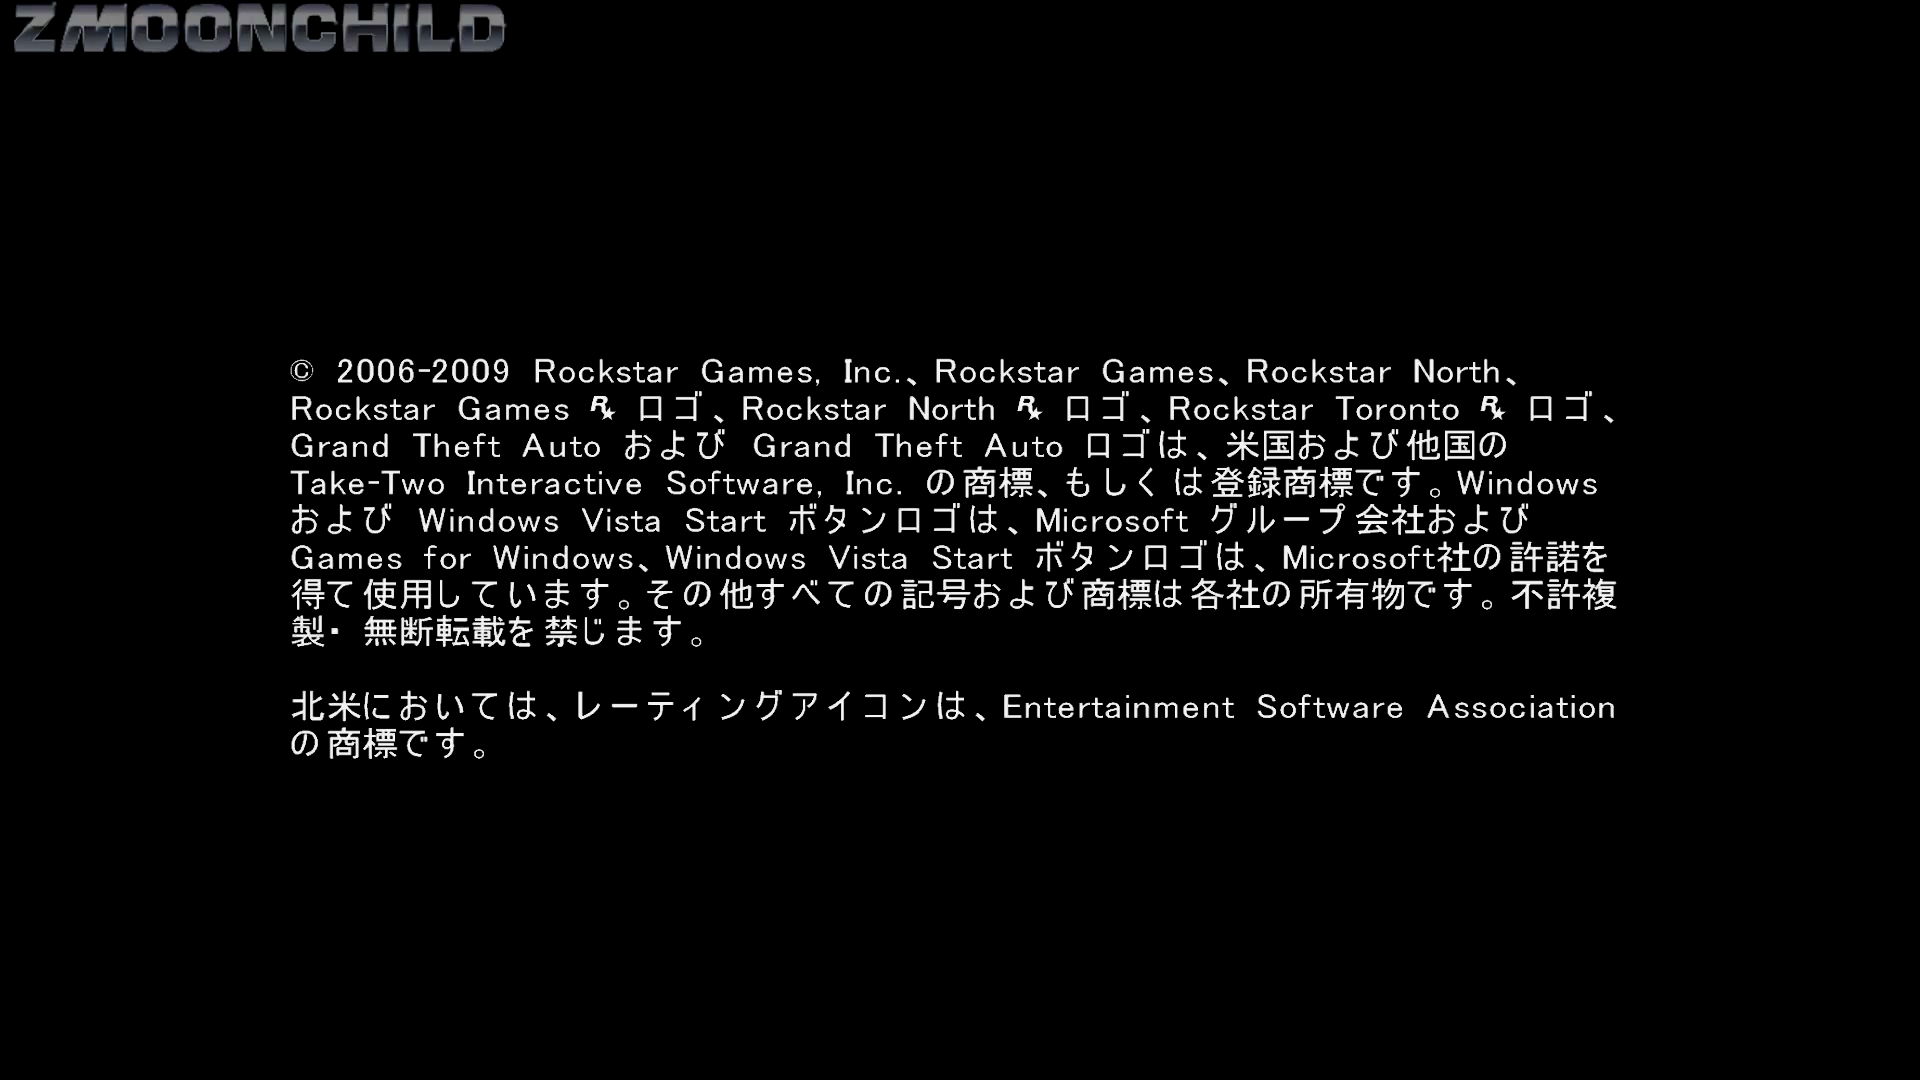 ZMOONCHILD
© 2006-2009 Rockstar Games, Inc.、Rockstar Games、Rockstar North、
Rockstar Games R★ ロゴ、Rockstar North R★ ロゴ、Rockstar Toronto R★ ロゴ、
Grand Theft Auto および Grand Theft Auto ロゴは、米国および他国の
Take-Two Interactive Software, Inc. の商標、もしくは登録商標です。Windows
および Windows Vista Start ボタンロゴは、Microsoft グループ会社および
Games for Windows、Windows Vista Start ボタンロゴは、Microsoft社の許諾を
得て使用しています。その他すべての記号および商標は各社の所有物です。不許複
製・無断転載を禁じます。
北米においては、レーティングアイコンは、Entertainment Software Association
の商標です。